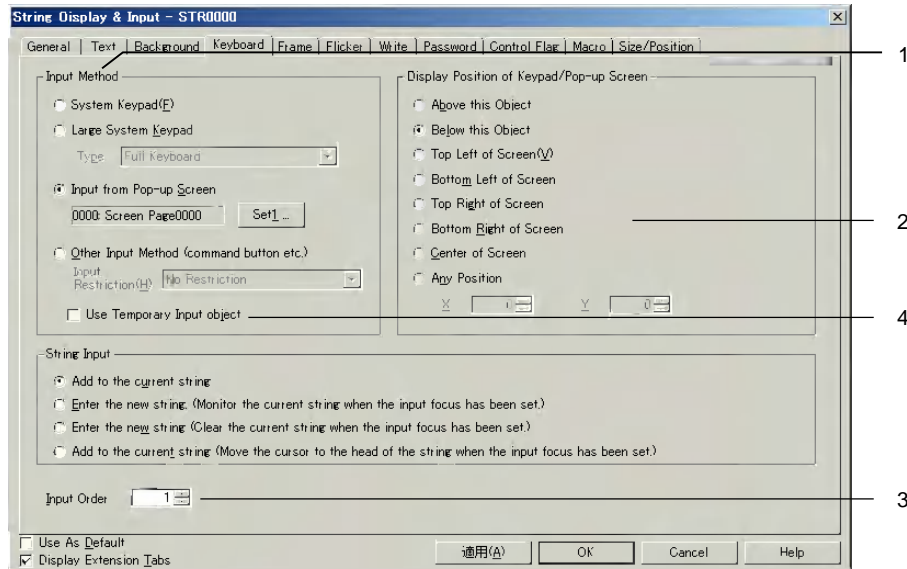 String Display & Input - STR0000
General Text Background Keyboard Frame Flicker Write Password Control Flag Macro Size/Position
1
Input Method
System Keypad(F)
Large System Keypad
Type Full Keyboard
Input from Pop-up Screen
0000: Screen Page0000 Set1 ...
Other Input Method (command button etc.)
Input Restriction(H) No Restriction
Use Temporary Input object
4
Display Position of Keypad/Pop-up Screen
Above this Object
Below this Object
Top Left of Screen(V)
Bottom Left of Screen
Top Right of Screen
Bottom Right of Screen
2
Center of Screen
Any Position
X 0 Y 0
String Input
Add to the current string
Enter the new string. (Monitor the current string when the input focus has been set.)
Enter the new string (Clear the current string when the input focus has been set.)
Add to the current string (Move the cursor to the head of the string when the input focus has been set.)
Input Order 1
3
Use As Default
Display Extension Tabs
適用(A) OK Cancel Help